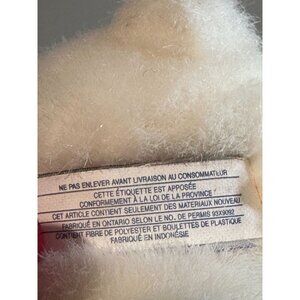 NE PAS ENLEVER AVANT LIVRAISON AU CONSOMMATEUR
CETTE ÉTIQUETTE EST APPOSÉE
CONFORMÉMENT À LA LOI DE LA PROVINCE
CET ARTICLE CONTIENT SEULEMENT DES MATERIAUX NOUVEAU
FABRIQUÉ EN ONTARIO SELON LE NO. DE PERMIS 93X9092
CONTIENT FIBRE DE POLYESTER ET BOULETTES DE PLASTIQUE
FABRIQUÉ EN INDONÉSIE